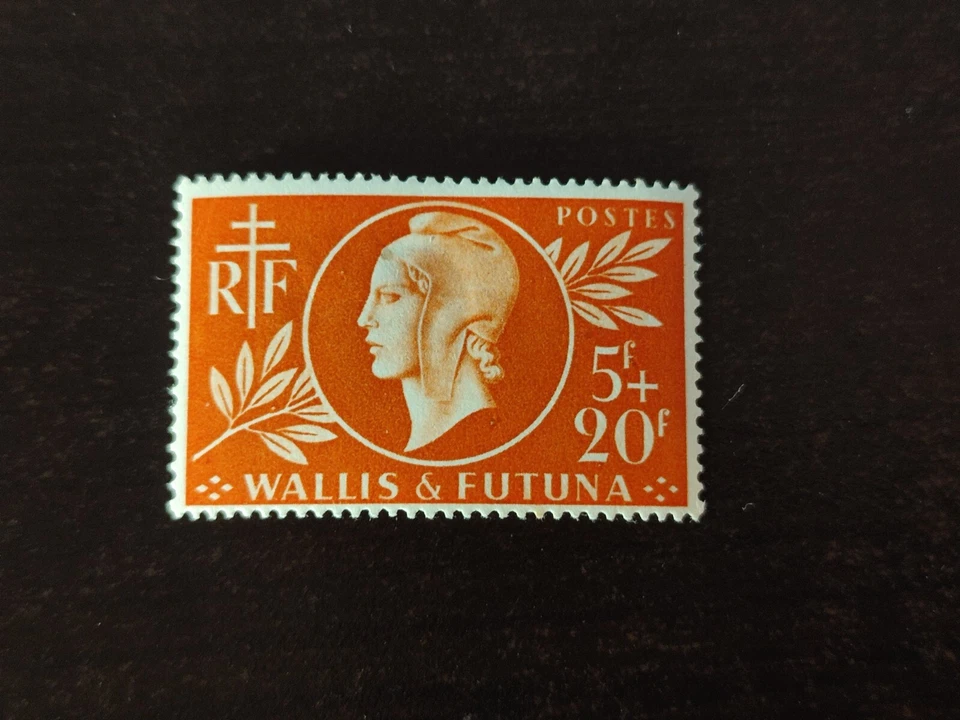 RF
POSTES
5f+
20f
WALLIS & FUTUNA